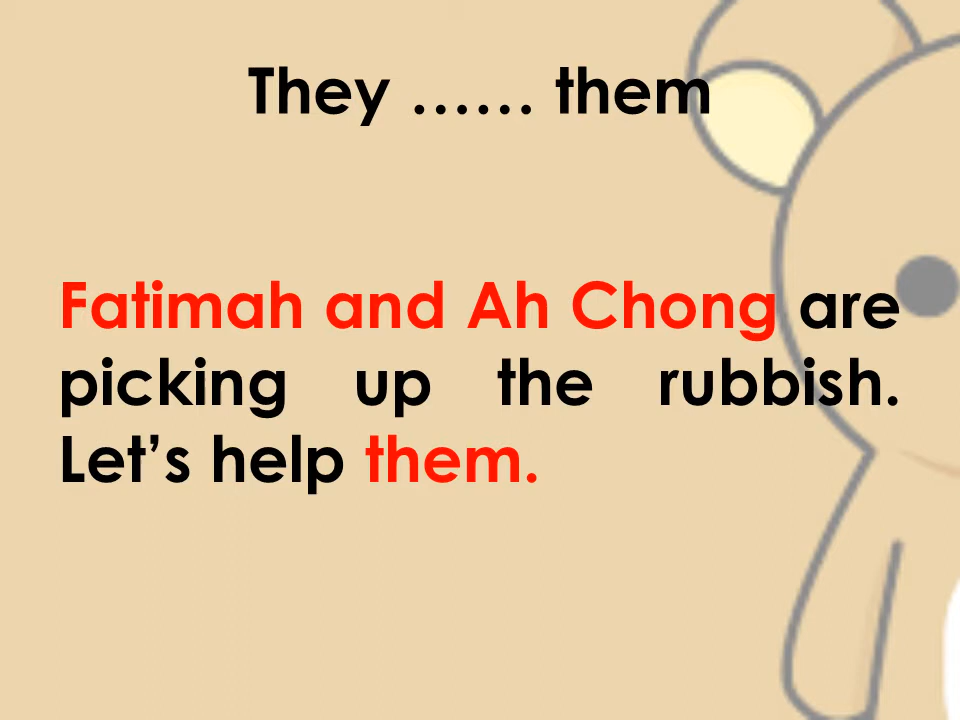 They …… them
Fatimah and Ah Chong are
picking up the rubbish.
Let’s help them.